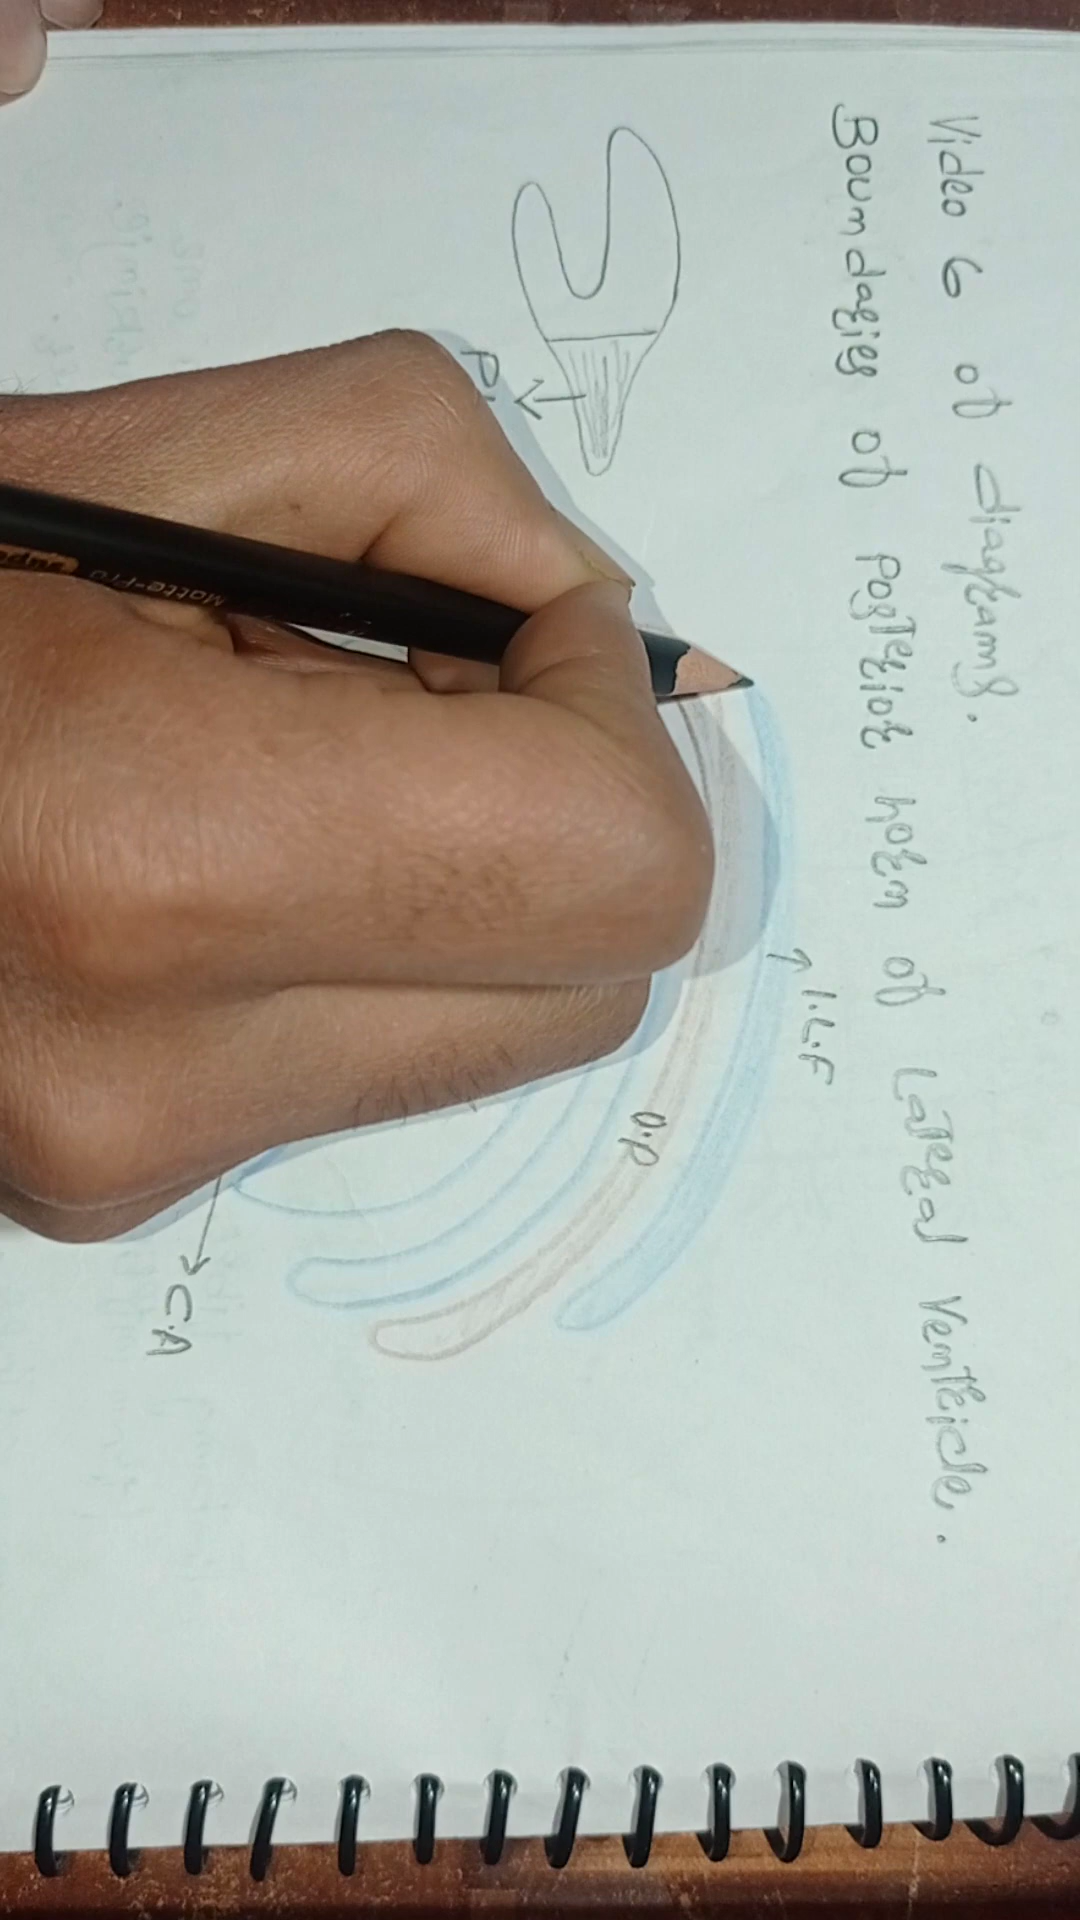 Video 6 of diagrams.
Boundaries of Posterior horn of Lateral Ventricle.
P
I.L.F
O.P
C.A
Matte-Pro